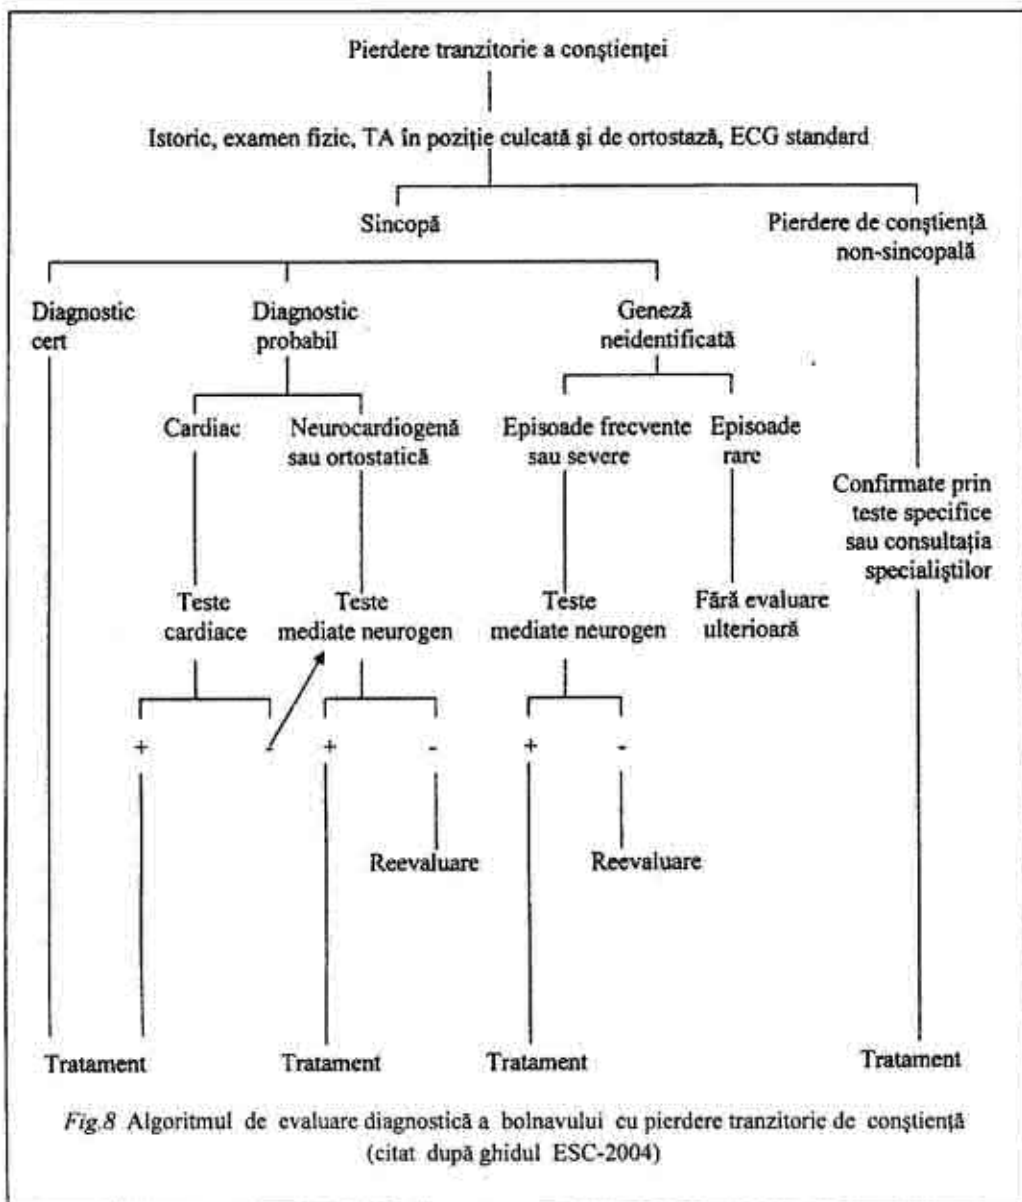 Pierdere tranzitorie a conştienţei
Istoric, examen fizic, TA în poziţie culcată şi de ortostază, ECG standard
Sincopă
Pierdere de conştienţă
non-sincopală
Diagnostic
cert
Diagnostic
probabil
Geneză
neidentificată
Cardiac
Neurocardiogenă
sau ortostatică
Episoade frecvente
sau severe
Episoade
rare
Confirmate prin
teste specifice
sau consultaţia
specialiştilor
Teste
cardiace
Teste
mediate neurogen
Teste
mediate neurogen
Fără evaluare
ulterioară
+ - + - + -
Reevaluare
Reevaluare
Tratament
Tratament
Tratament
Tratament
Fig.8 Algoritmul de evaluare diagnostică a bolnavului cu pierdere tranzitorie de conştienţă
(citat după ghidul ESC-2004)